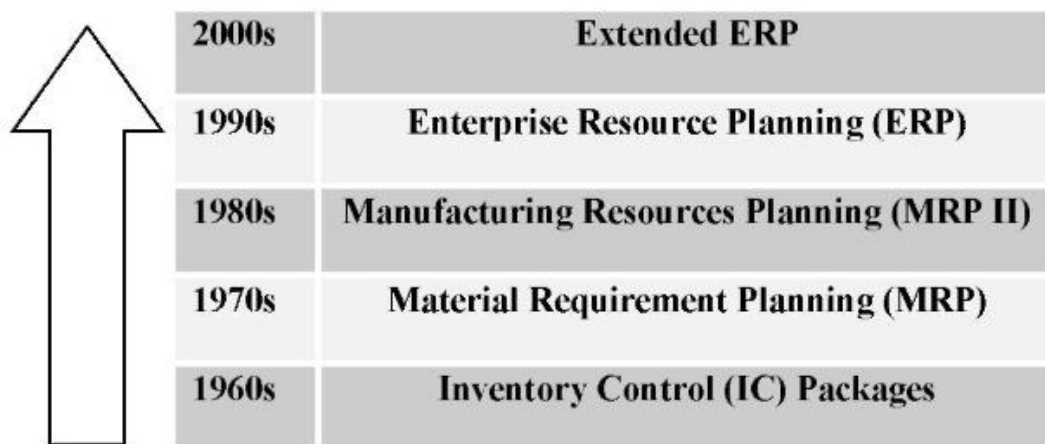 2000s Extended ERP
1990s Enterprise Resource Planning (ERP)
1980s Manufacturing Resources Planning (MRP II)
1970s Material Requirement Planning (MRP)
1960s Inventory Control (IC) Packages